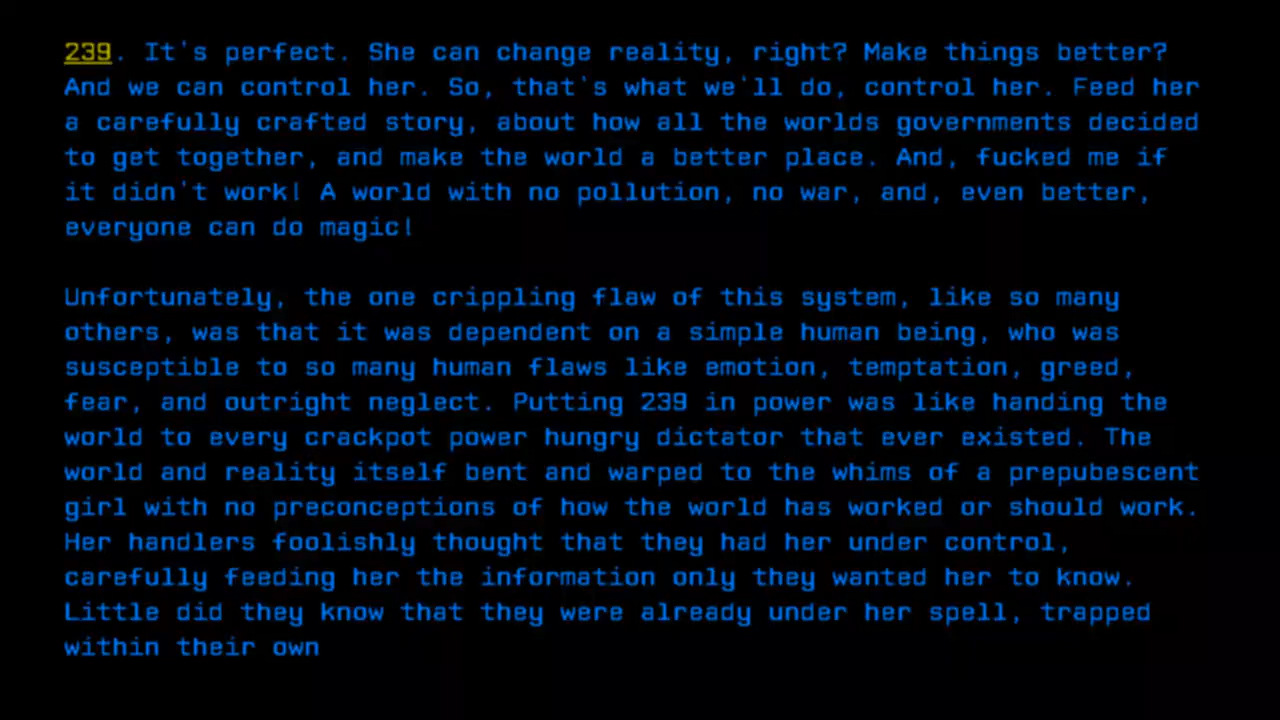 239. It's perfect. She can change reality, right? Make things better?
And we can control her. So, that's what we'll do, control her. Feed her
a carefully crafted story, about how all the worlds governments decided
to get together, and make the world a better place. And, fucked me if
it didn't work! A world with no pollution, no war, and, even better,
everyone can do magic!
Unfortunately, the one crippling flaw of this system, like so many
others, was that it was dependent on a simple human being, who was
susceptible to so many human flaws like emotion, temptation, greed,
fear, and outright neglect. Putting 239 in power was like handing the
world to every crackpot power hungry dictator that ever existed. The
world and reality itself bent and warped to the whims of a prepubescent
girl with no preconceptions of how the world has worked or should work.
Her handlers foolishly thought that they had her under control,
carefully feeding her the information only they wanted her to know.
Little did they know that they were already under her spell, trapped
within their own